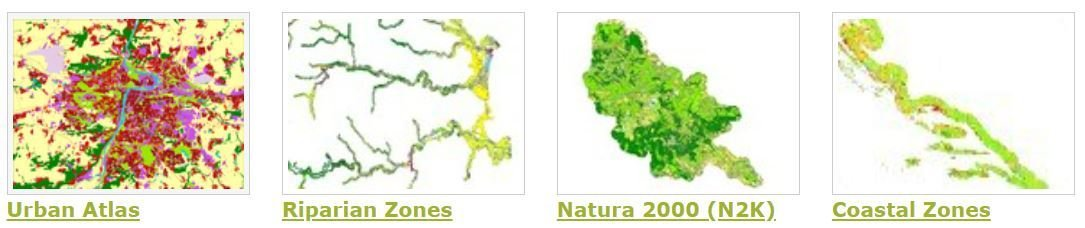 Urban Atlas
Riparian Zones
Natura 2000 (N2K)
Coastal Zones